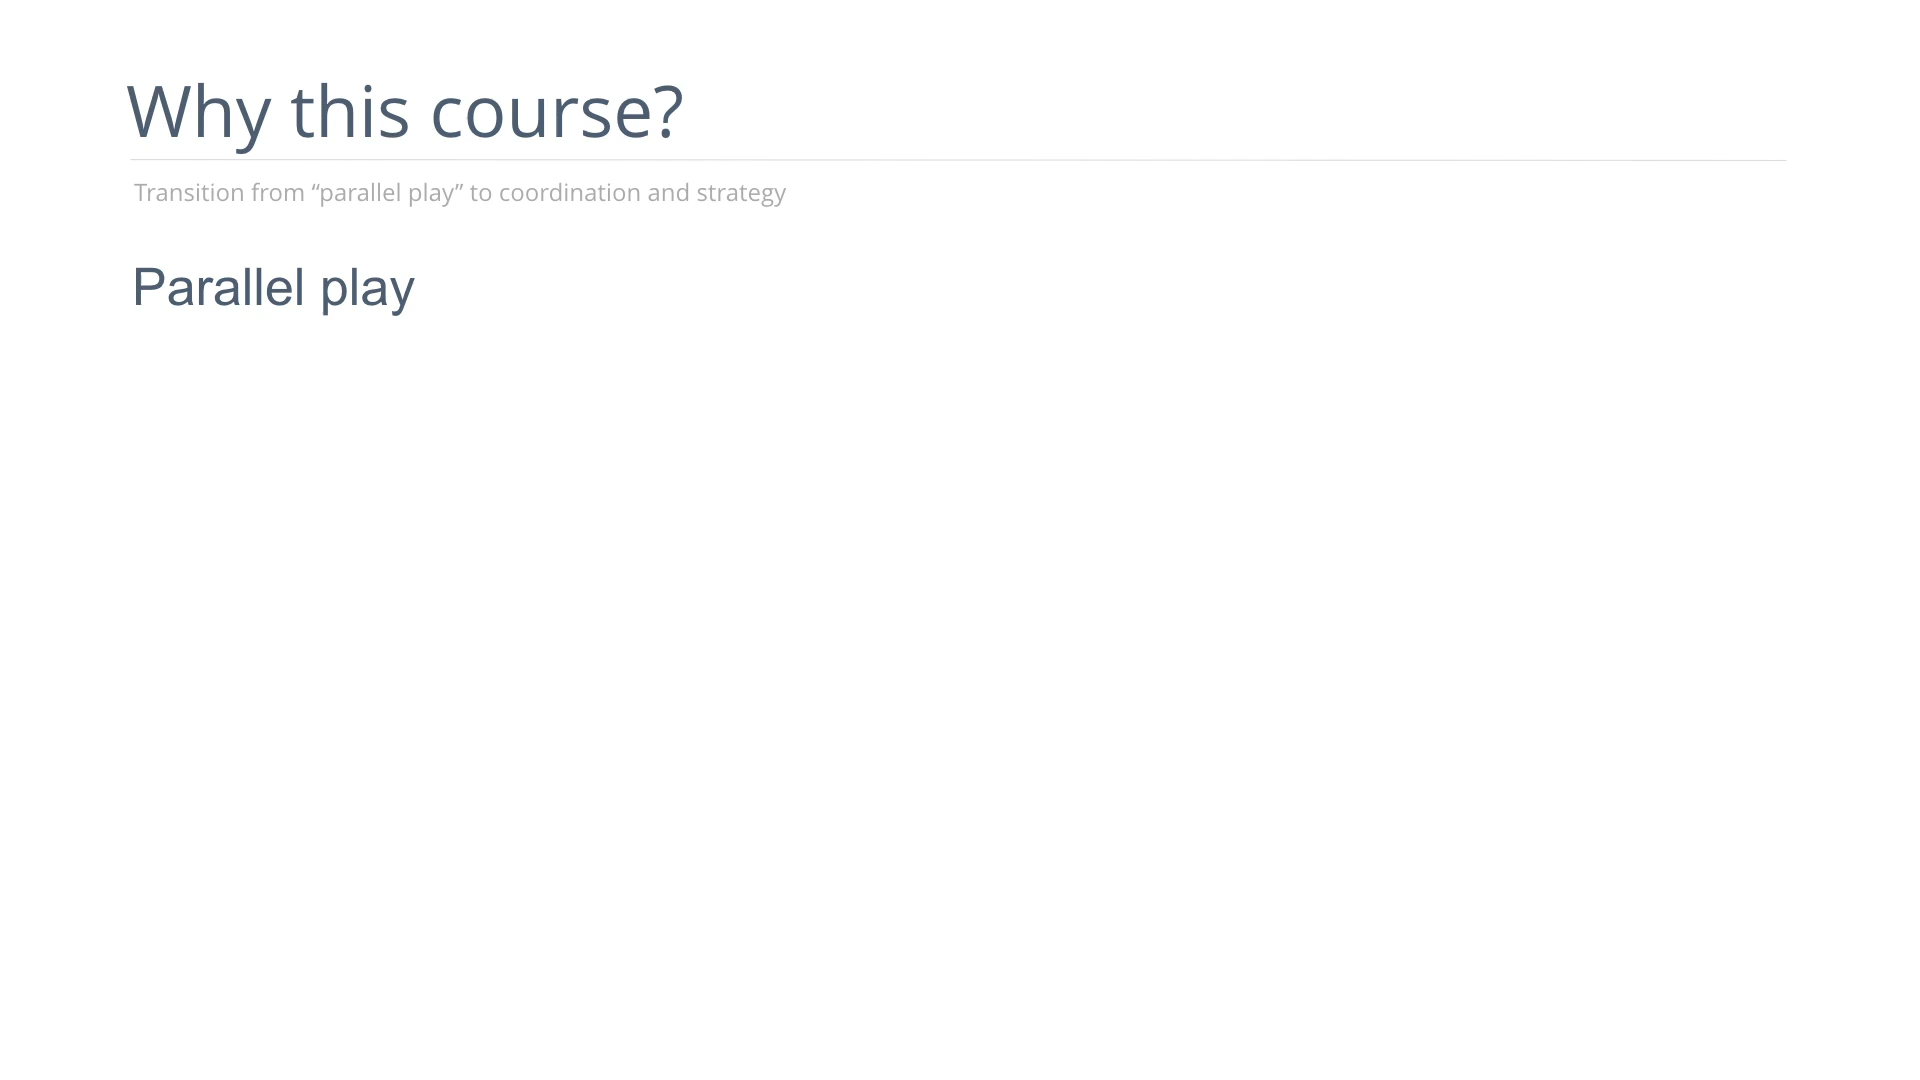 Why this course?
Transition from “parallel play” to coordination and strategy
Parallel play